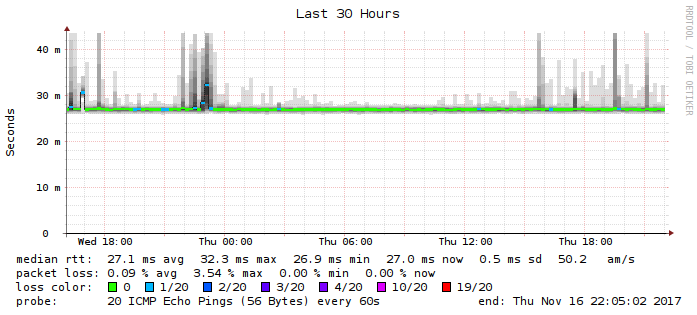 Last 30 Hours
RRDTOOL / TOBI OETIKER
Seconds
40 m
30 m
20 m
10 m
0
Wed 18:00 Thu 00:00 Thu 06:00 Thu 12:00 Thu 18:00
median rtt: 27.1 ms avg 32.3 ms max 26.9 ms min 27.0 ms now 0.5 ms sd 50.2 am/s
packet loss: 0.09 % avg 3.54 % max 0.00 % min 0.00 % now
loss color: 0 1/20 2/20 3/20 4/20 10/20 19/20
probe: 20 ICMP Echo Pings (56 Bytes) every 60s end: Thu Nov 16 22:05:02 2017